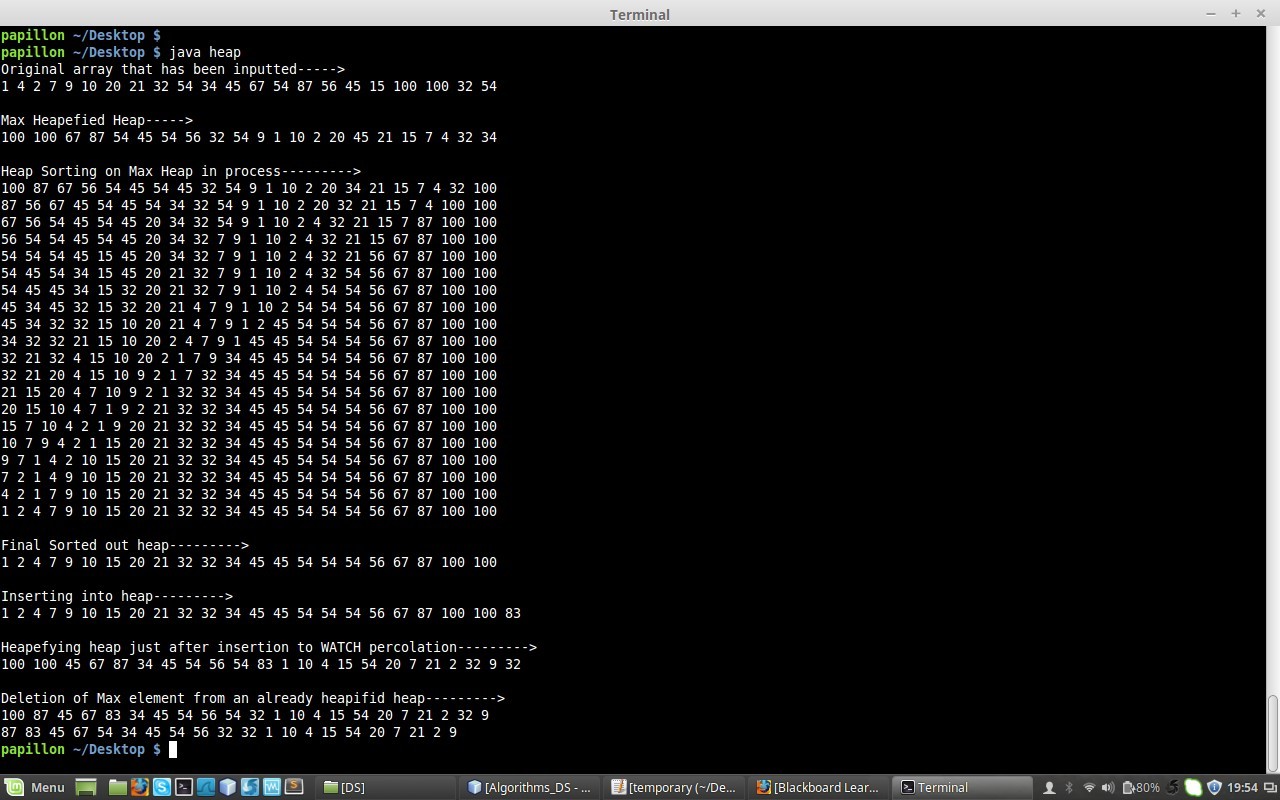 Terminal
papillon ~/Desktop $
papillon ~/Desktop $ java heap
Original array that has been inputted----->
1 4 2 7 9 10 20 21 32 54 34 45 67 54 87 56 45 15 100 100 32 54
Max Heapefied Heap----->
100 100 67 87 54 45 54 56 32 54 9 1 10 2 20 45 21 15 7 4 32 34
Heap Sorting on Max Heap in process--------->
100 87 67 56 54 45 54 45 32 54 9 1 10 2 20 34 21 15 7 4 32 100
87 56 67 45 54 45 54 34 32 54 9 1 10 2 20 32 21 15 7 4 100 100
67 56 54 45 54 45 20 34 32 54 9 1 10 2 4 32 21 15 7 87 100 100
56 54 54 45 54 45 20 34 32 7 9 1 10 2 4 32 21 15 67 87 100 100
54 54 54 45 15 45 20 34 32 7 9 1 10 2 4 32 21 56 67 87 100 100
54 45 54 34 15 45 20 21 32 7 9 1 10 2 4 32 54 56 67 87 100 100
54 45 45 34 15 32 20 21 32 7 9 1 10 2 4 54 54 56 67 87 100 100
45 34 45 32 15 32 20 21 4 7 9 1 10 2 54 54 54 56 67 87 100 100
45 34 32 32 15 10 20 21 4 7 9 1 2 45 54 54 54 56 67 87 100 100
34 32 32 21 15 10 20 2 4 7 9 1 45 45 54 54 54 56 67 87 100 100
32 21 32 4 15 10 20 2 1 7 9 34 45 45 54 54 54 56 67 87 100 100
32 21 20 4 15 10 9 2 1 7 32 34 45 45 54 54 54 56 67 87 100 100
21 15 20 4 7 10 9 2 1 32 32 34 45 45 54 54 54 56 67 87 100 100
20 15 10 4 7 1 9 2 21 32 32 34 45 45 54 54 54 56 67 87 100 100
15 7 10 4 2 1 9 20 21 32 32 34 45 45 54 54 54 56 67 87 100 100
10 7 9 4 2 1 15 20 21 32 32 34 45 45 54 54 54 56 67 87 100 100
9 7 1 4 2 10 15 20 21 32 32 34 45 45 54 54 54 56 67 87 100 100
7 2 1 4 9 10 15 20 21 32 32 34 45 45 54 54 54 56 67 87 100 100
4 2 1 7 9 10 15 20 21 32 32 34 45 45 54 54 54 56 67 87 100 100
1 2 4 7 9 10 15 20 21 32 32 34 45 45 54 54 54 56 67 87 100 100
Final Sorted out heap--------->
1 2 4 7 9 10 15 20 21 32 32 34 45 45 54 54 54 56 67 87 100 100
Inserting into heap--------->
1 2 4 7 9 10 15 20 21 32 32 34 45 45 54 54 54 56 67 87 100 100 83
Heapefying heap just after insertion to WATCH percolation--------->
100 100 45 67 87 34 45 54 56 54 83 1 10 4 15 54 20 7 21 2 32 9 32
Deletion of Max element from an already heapifid heap--------->
100 87 45 67 83 34 45 54 56 54 32 1 10 4 15 54 20 7 21 2 32 9
87 83 45 67 54 34 45 54 56 32 32 1 10 4 15 54 20 7 21 2 9
papillon ~/Desktop $
Menu [DS] [Algorithms_DS - ... [temporary (~/De... [Blackboard Lear... Terminal 80% 19:54